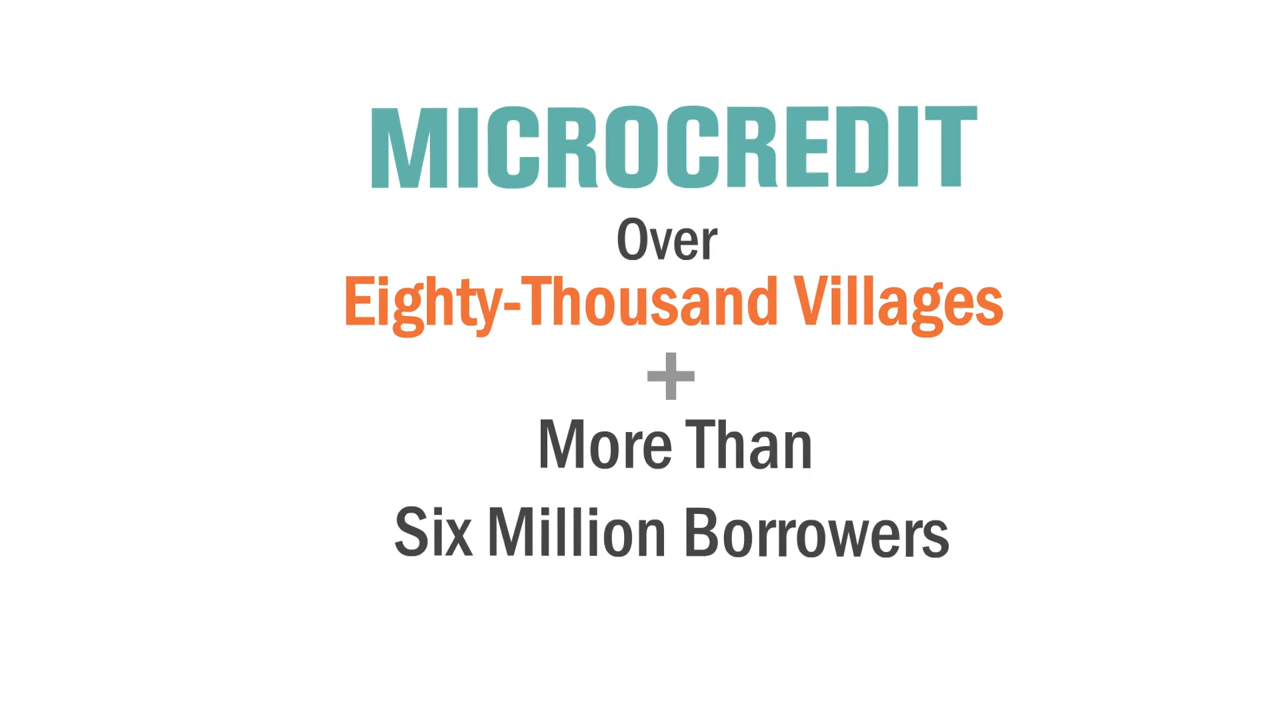 MICROCREDIT
Over
Eighty-Thousand Villages
+
More Than
Six Million Borrowers